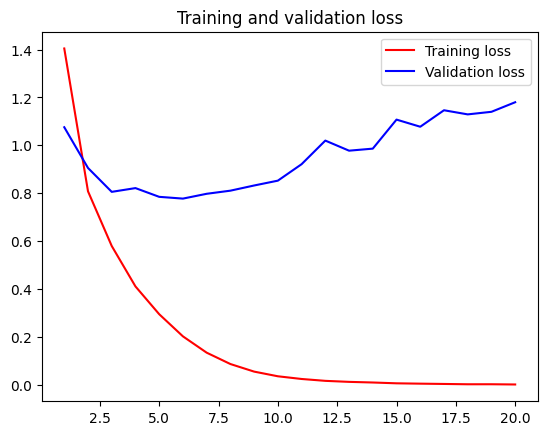 Training and validation loss
Training loss
Validation loss
1.4
1.2
1.0
0.8
0.6
0.4
0.2
0.0
2.5 5.0 7.5 10.0 12.5 15.0 17.5 20.0